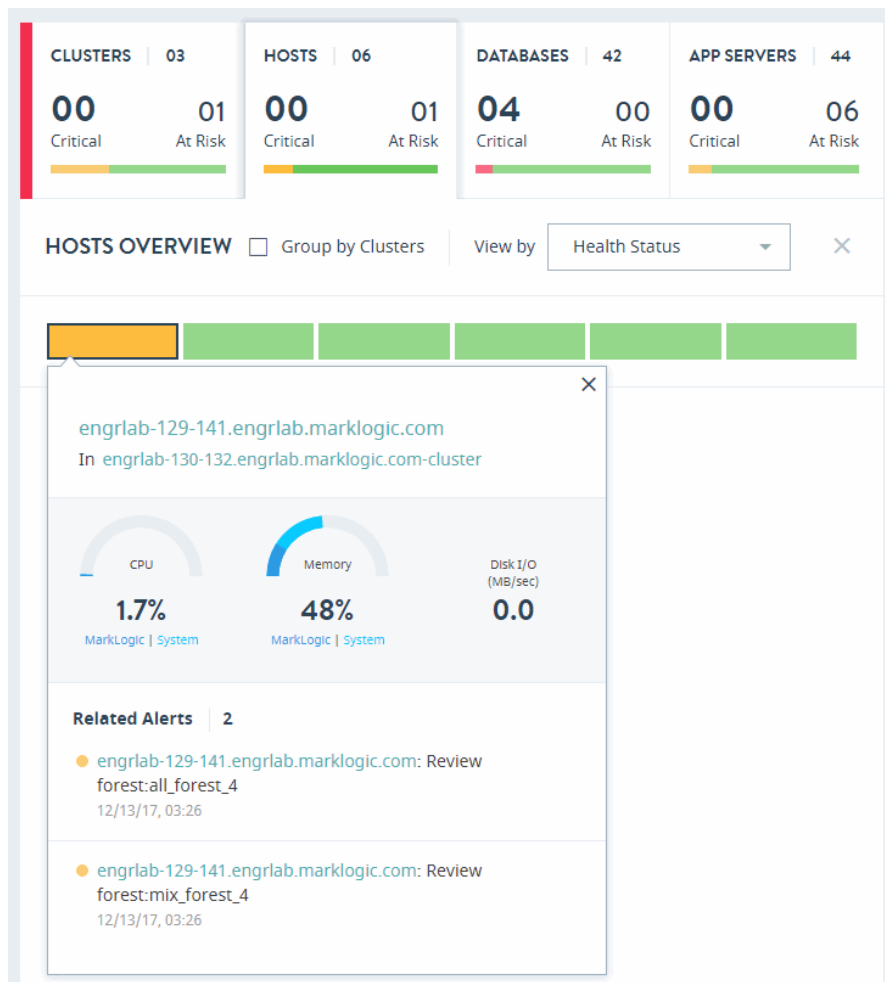 CLUSTERS 03
00 01
Critical At Risk
HOSTS 06
00 01
Critical At Risk
DATABASES 42
04 00
Critical At Risk
APP SERVERS 44
00 06
Critical At Risk
HOSTS OVERVIEW Group by Clusters View by Health Status
engrlab-129-141.engrlab.marklogic.com
In engrlab-130-132.engrlab.marklogic.com-cluster
CPU
1.7%
MarkLogic | System
Memory
48%
MarkLogic | System
Disk I/O
(MB/sec)
0.0
Related Alerts 2
engrlab-129-141.engrlab.marklogic.com: Review
forest:all_forest_4
12/13/17, 03:26
engrlab-129-141.engrlab.marklogic.com: Review
forest:mix_forest_4
12/13/17, 03:26